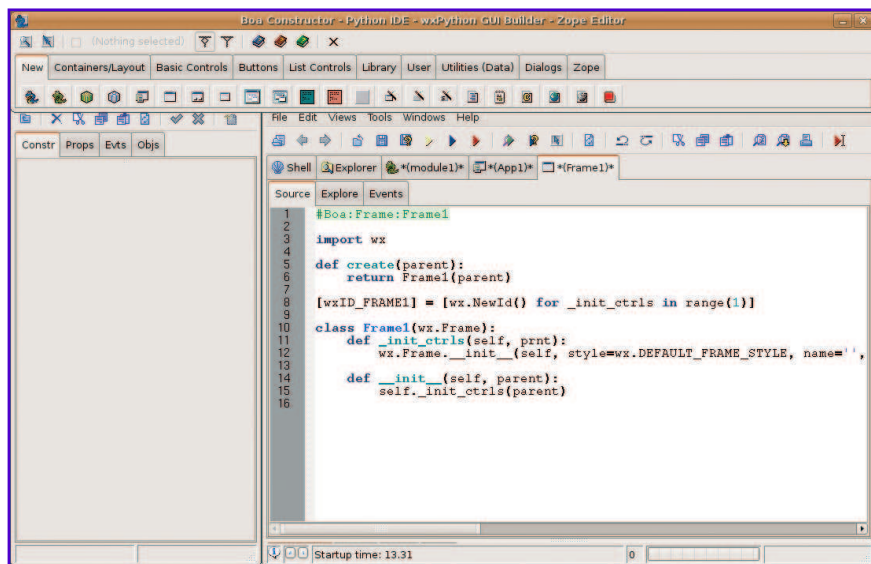 Boa Constructor - Python IDE - wxPython GUI Builder - Zope Editor
(Nothing selected)
New Containers/Layout Basic Controls Buttons List Controls Library User Utilities (Data) Dialogs Zope
File Edit Views Tools Windows Help
Constr Props Evts Objs
Shell Explorer *(module1)* *(App1)* *(Frame1)*
Source Explore Events
1 #Boa:Frame:Frame1
2
3 import wx
4
5 def create(parent):
6 return Frame1(parent)
7
8 [wxID_FRAME1] = [wx.NewId() for _init_ctrls in range(1)]
9
10 class Frame1(wx.Frame):
11 def _init_ctrls(self, prnt):
12 wx.Frame.__init__(self, style=wx.DEFAULT_FRAME_STYLE, name='',
13
14 def __init__(self, parent):
15 self._init_ctrls(parent)
16
Startup time: 13.31 0